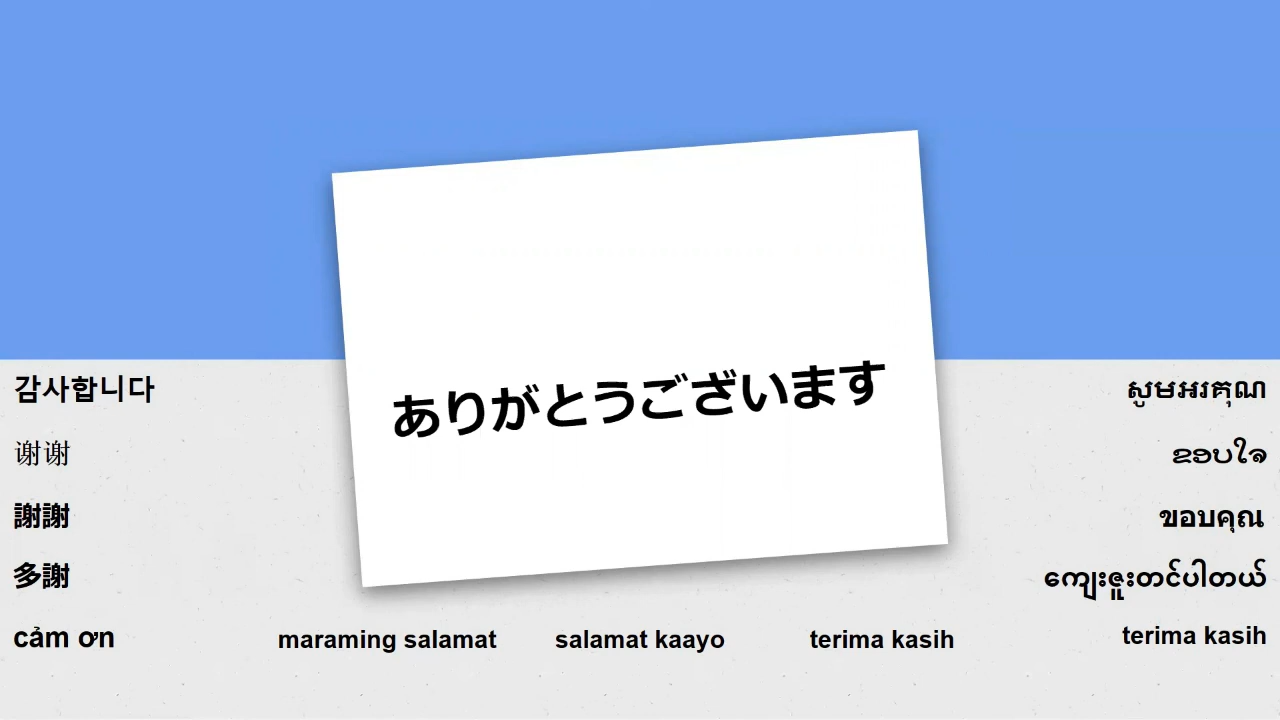 ありがとうございます
감사합니다
谢谢
謝謝
多謝
cảm ơn
maraming salamat
salamat kaayo
terima kasih
សូមអរគុណ
ຂອບໃຈ
ขอบคุณ
ကျေးဇူးတင်ပါတယ်
terima kasih